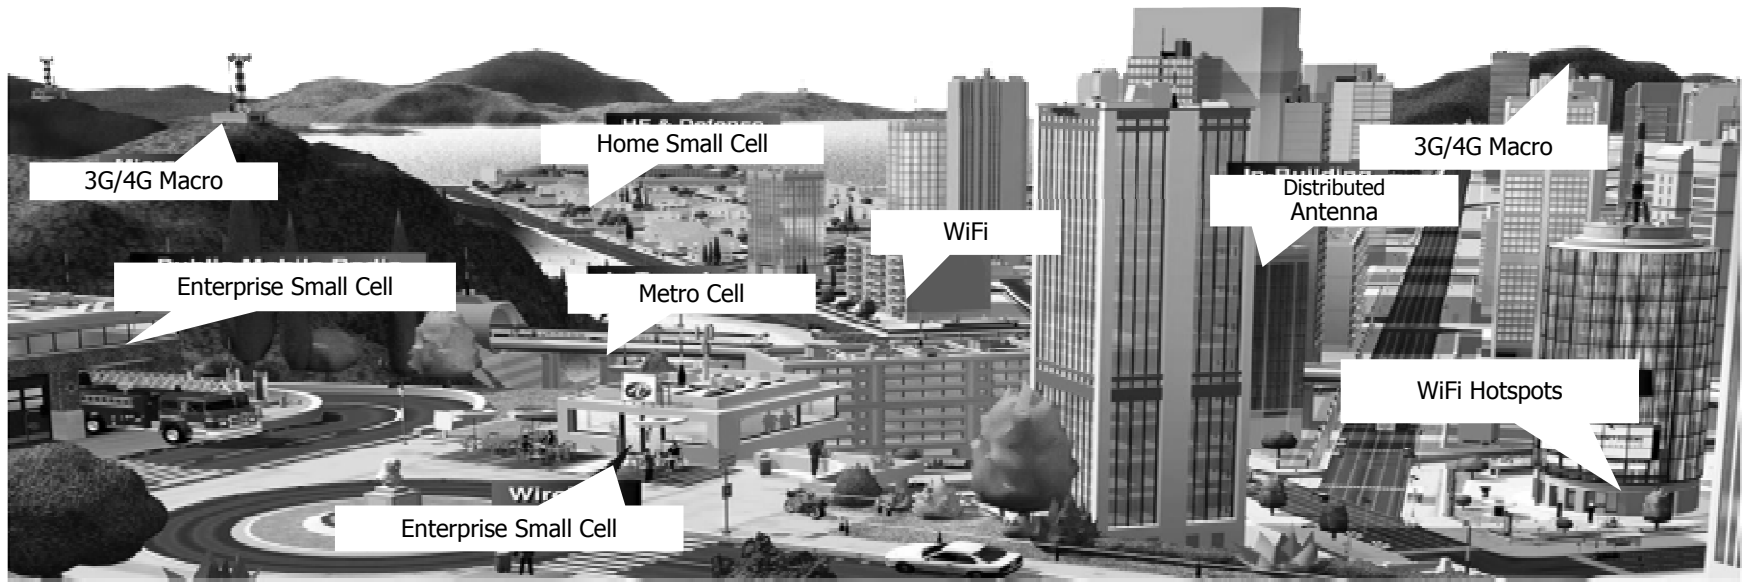 Home Small Cell
3G/4G Macro
3G/4G Macro
Distributed
Antenna
WiFi
Enterprise Small Cell
Metro Cell
WiFi Hotspots
Enterprise Small Cell